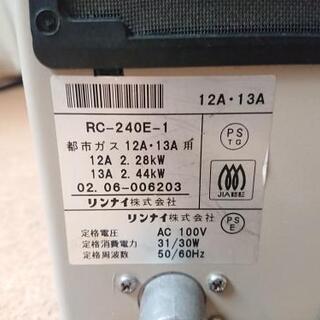 12A・13A
RC-240E-1
都市ガス 12A・13A 用
12A 2.28kW
13A 2.44kW
02.06-006203
リンナイ株式会社
PS
TG
JIA認証
リンナイ株式会社
PS
E
定格電圧 AC 100V
定格消費電力 31/30W
定格周波数 50/60Hz